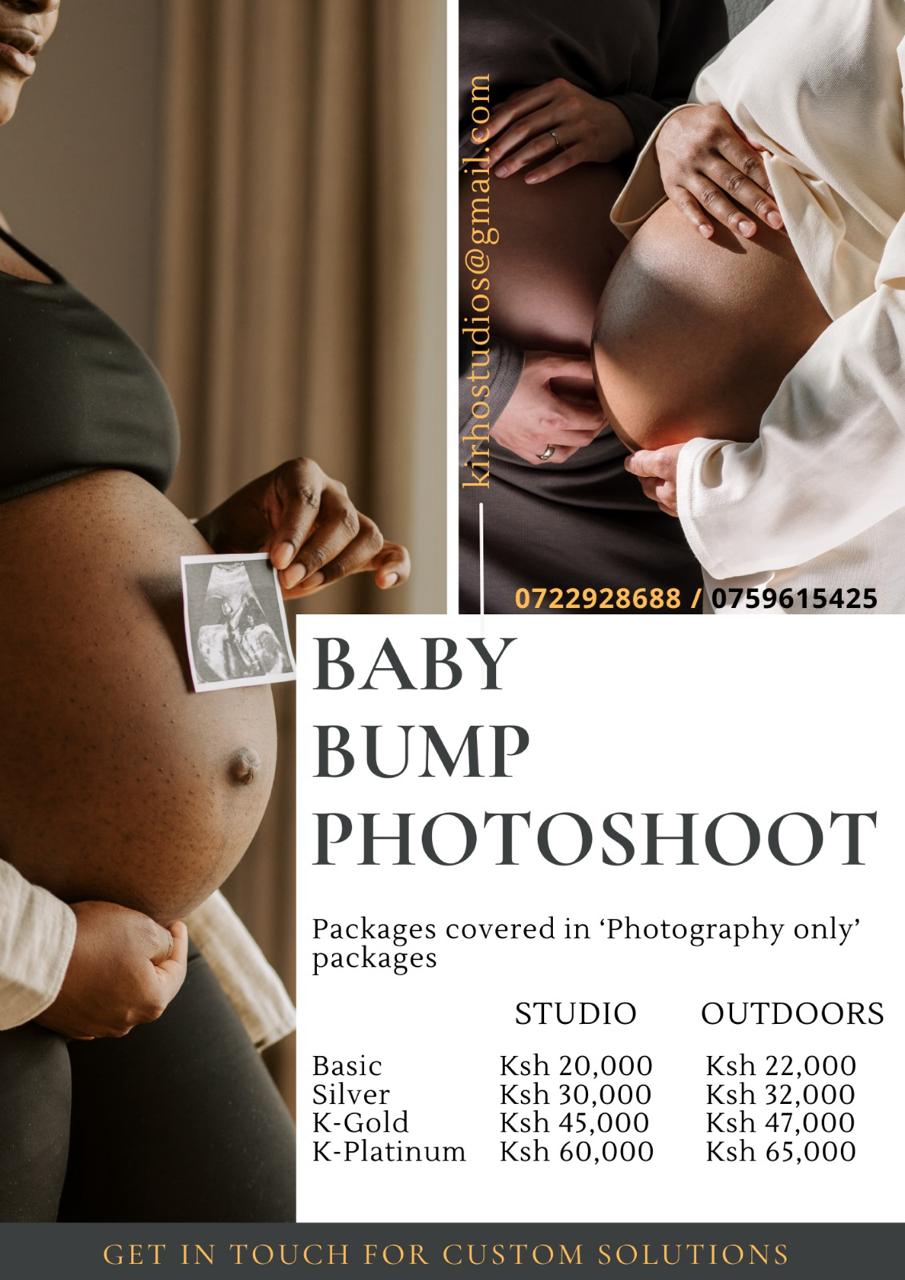 kirhostudios@gmail.com
0722928688 / 0759615425
BABY
BUMP
PHOTOSHOOT
Packages covered in ‘Photography only’
packages
STUDIO OUTDOORS
Basic Ksh 20,000 Ksh 22,000
Silver Ksh 30,000 Ksh 32,000
K-Gold Ksh 45,000 Ksh 47,000
K-Platinum Ksh 60,000 Ksh 65,000
GET IN TOUCH FOR CUSTOM SOLUTIONS